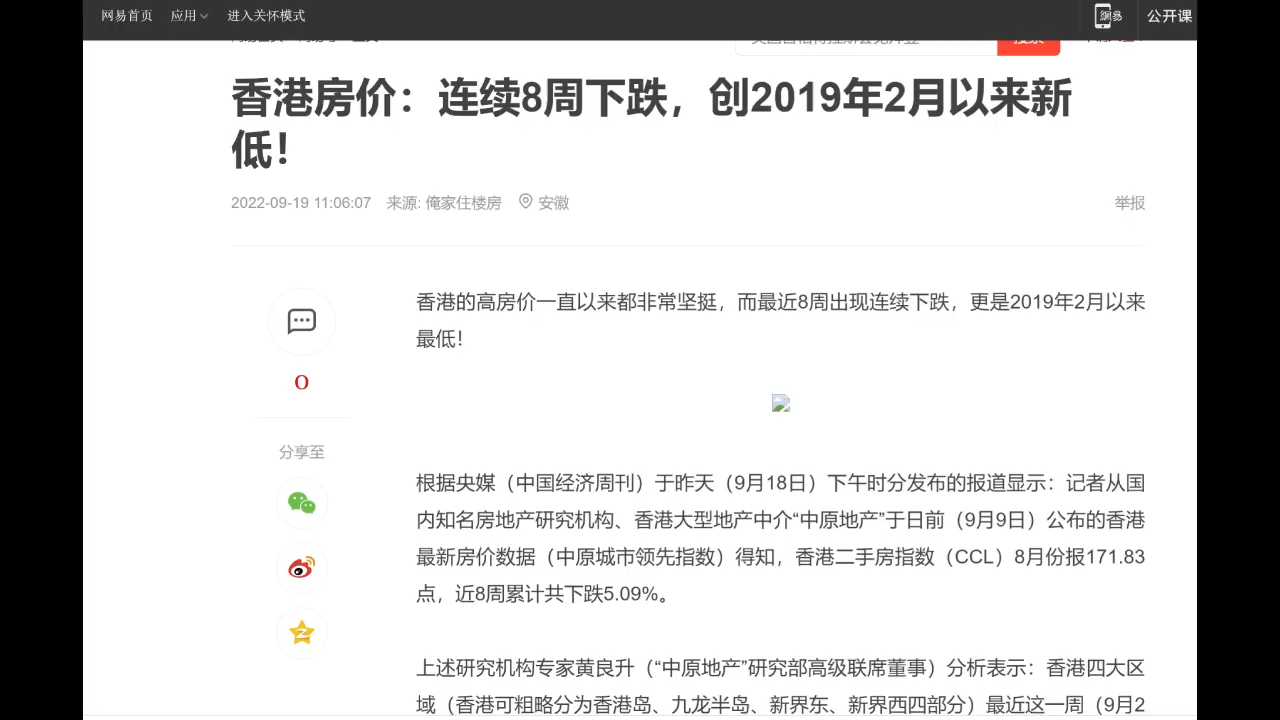 网易首页 应用 进入关怀模式 網易 公开课
香港房价：连续8周下跌，创2019年2月以来新
低！
2022-09-19 11:06:07 来源: 俺家住楼房 安徽 举报
香港的高房价一直以来都非常坚挺，而最近8周出现连续下跌，更是2019年2月以来
最低！
0
分享至
根据央媒（中国经济周刊）于昨天（9月18日）下午时分发布的报道显示：记者从国
内知名房地产研究机构、香港大型地产中介“中原地产”于日前（9月9日）公布的香港
最新房价数据（中原城市领先指数）得知，香港二手房指数（CCL）8月份报171.83
点，近8周累计共下跌5.09%。
上述研究机构专家黄良升（“中原地产”研究部高级联席董事）分析表示：香港四大区
域（香港可粗略分为香港岛、九龙半岛、新界东、新界西四部分）最近这一周（9月2